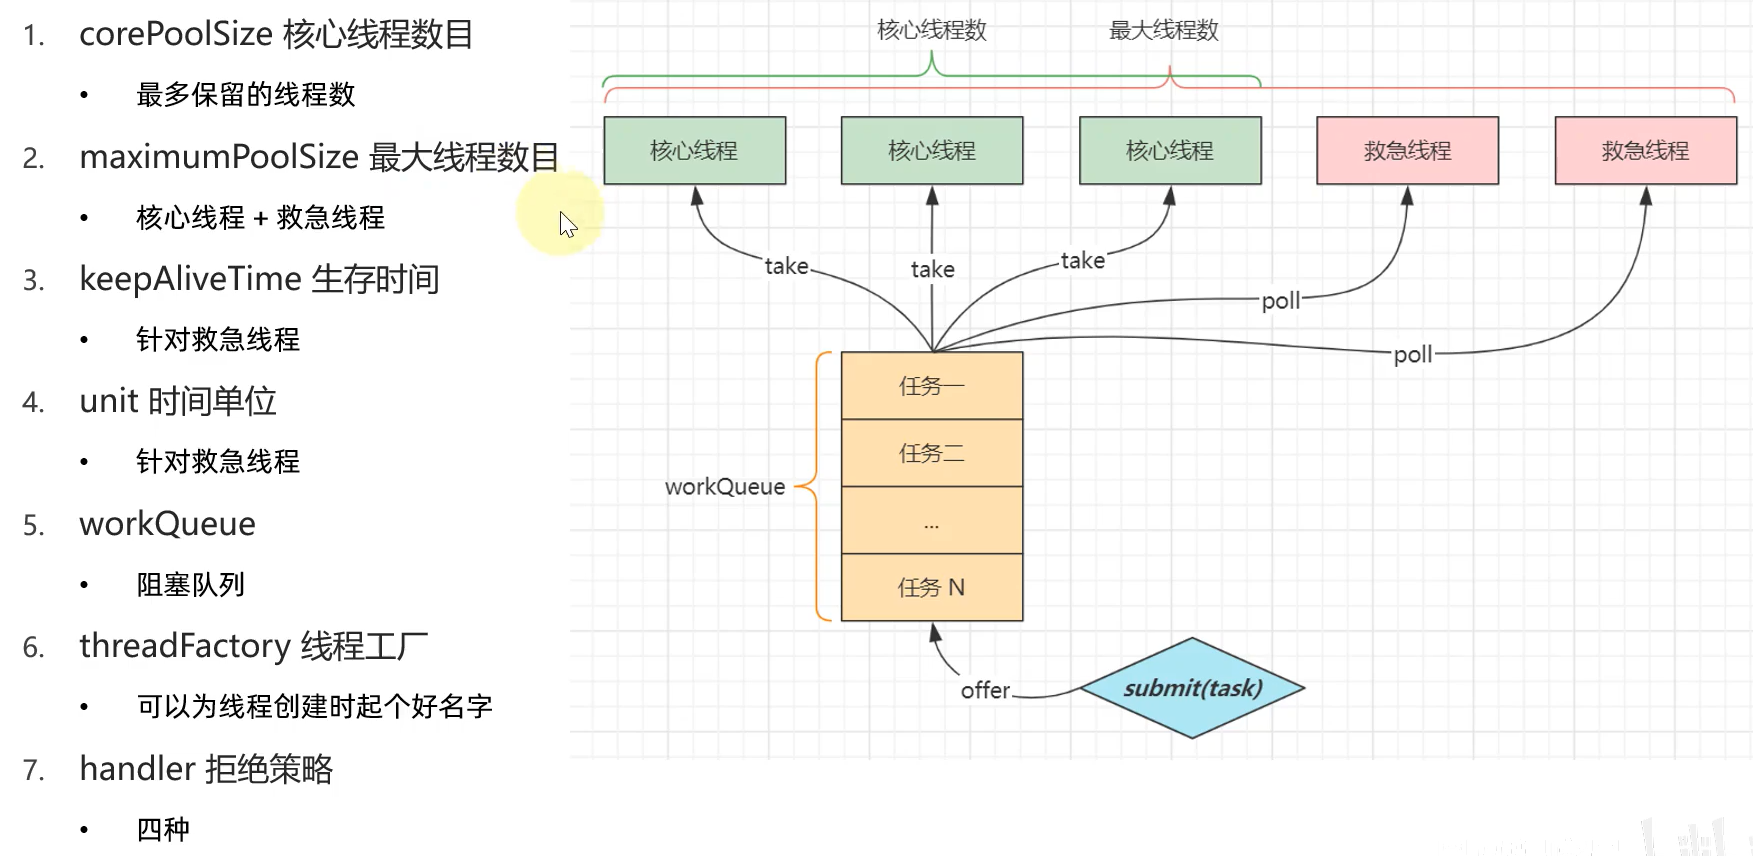 1. corePoolSize 核心线程数目
• 最多保留的线程数
2. maximumPoolSize 最大线程数目
• 核心线程 + 救急线程
3. keepAliveTime 生存时间
• 针对救急线程
4. unit 时间单位
• 针对救急线程
5. workQueue
• 阻塞队列
6. threadFactory 线程工厂
• 可以为线程创建时起个好名字
7. handler 拒绝策略
• 四种
核心线程数
最大线程数
核心线程
核心线程
核心线程
救急线程
救急线程
take
take
take
poll
poll
workQueue
任务一
任务二
...
任务 N
offer
submit(task)